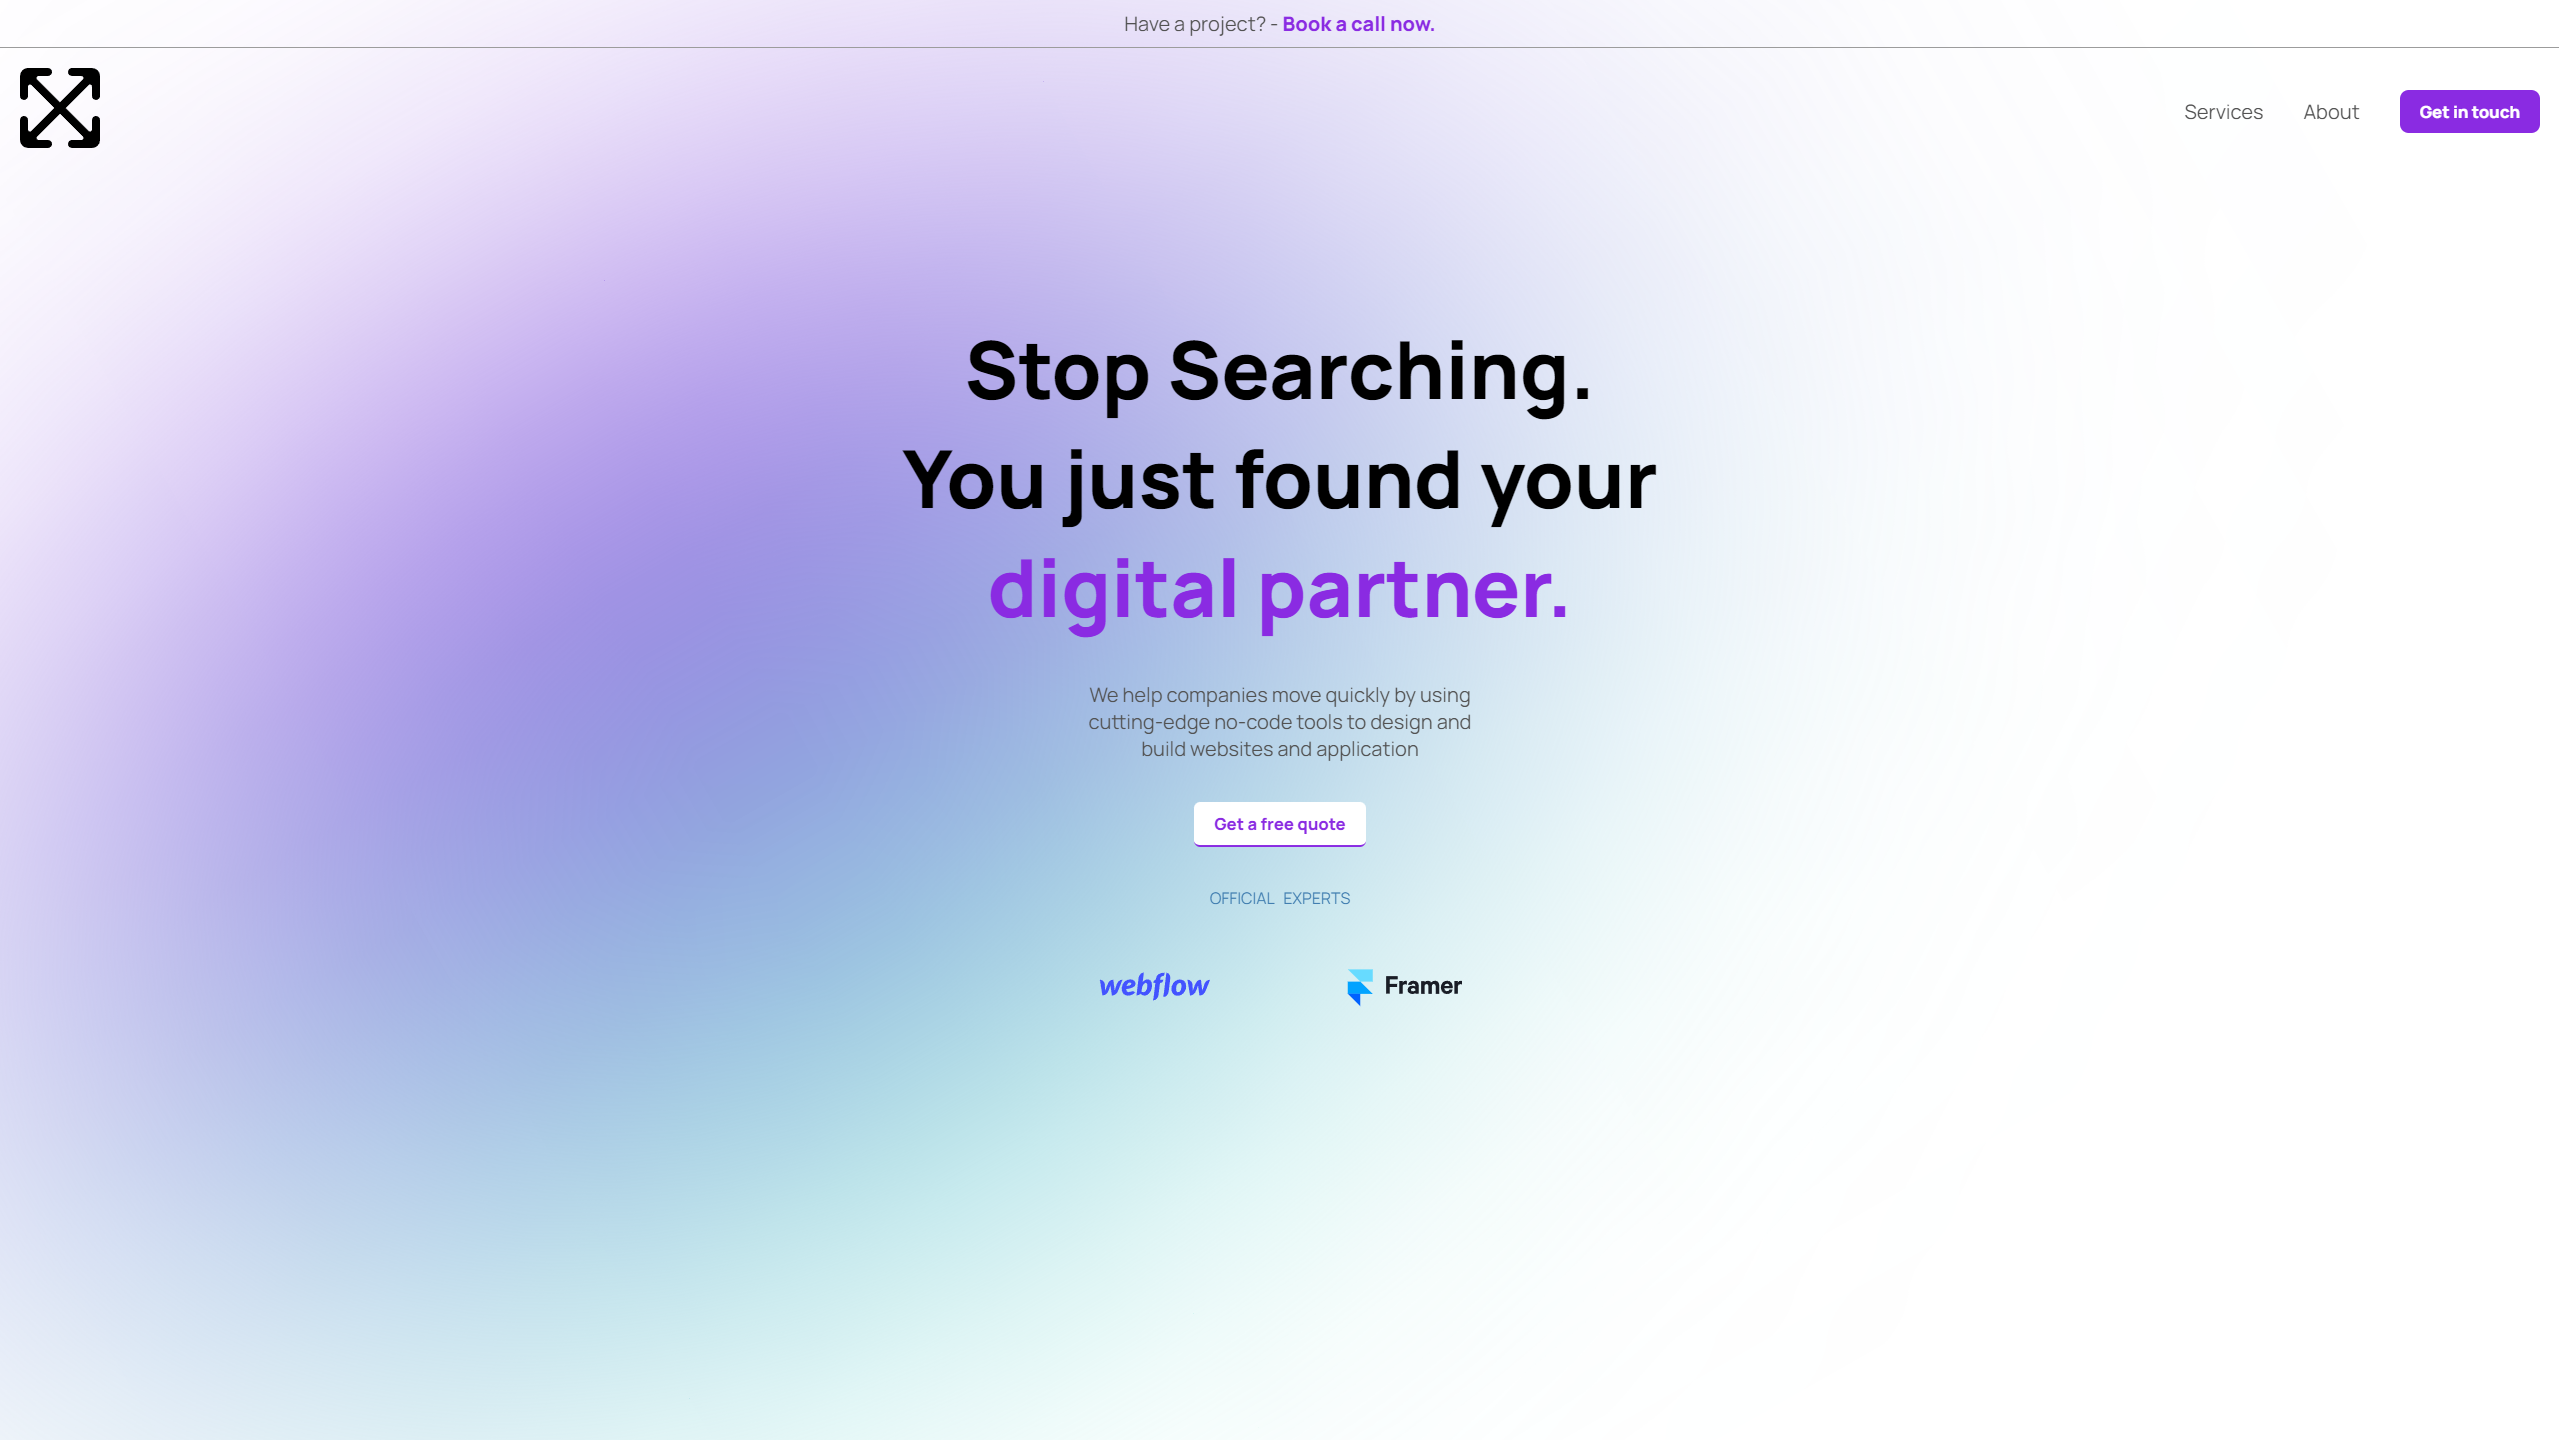 Have a project? - Book a call now.
Services
About
Get in touch
Stop Searching.
You just found your
digital partner.
We help companies move quickly by using
cutting-edge no-code tools to design and
build websites and application
Get a free quote
OFFICIAL EXPERTS
webflow
Framer